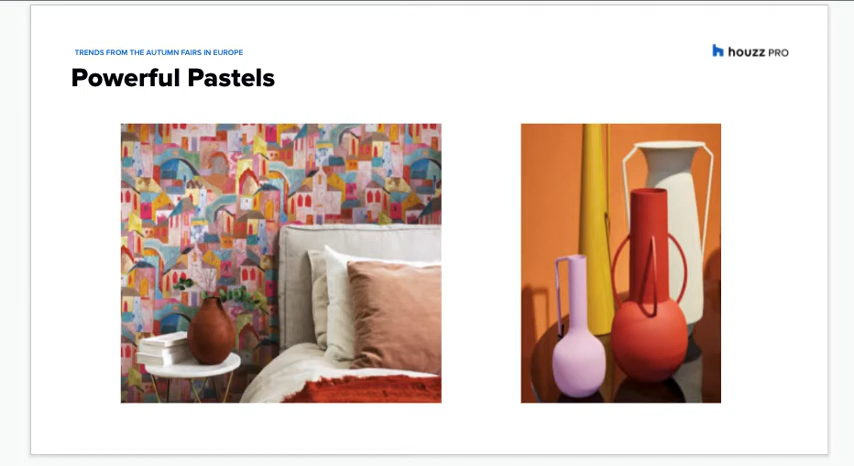 TRENDS FROM THE AUTUMN FAIRS IN EUROPE
houzz PRO
Powerful Pastels